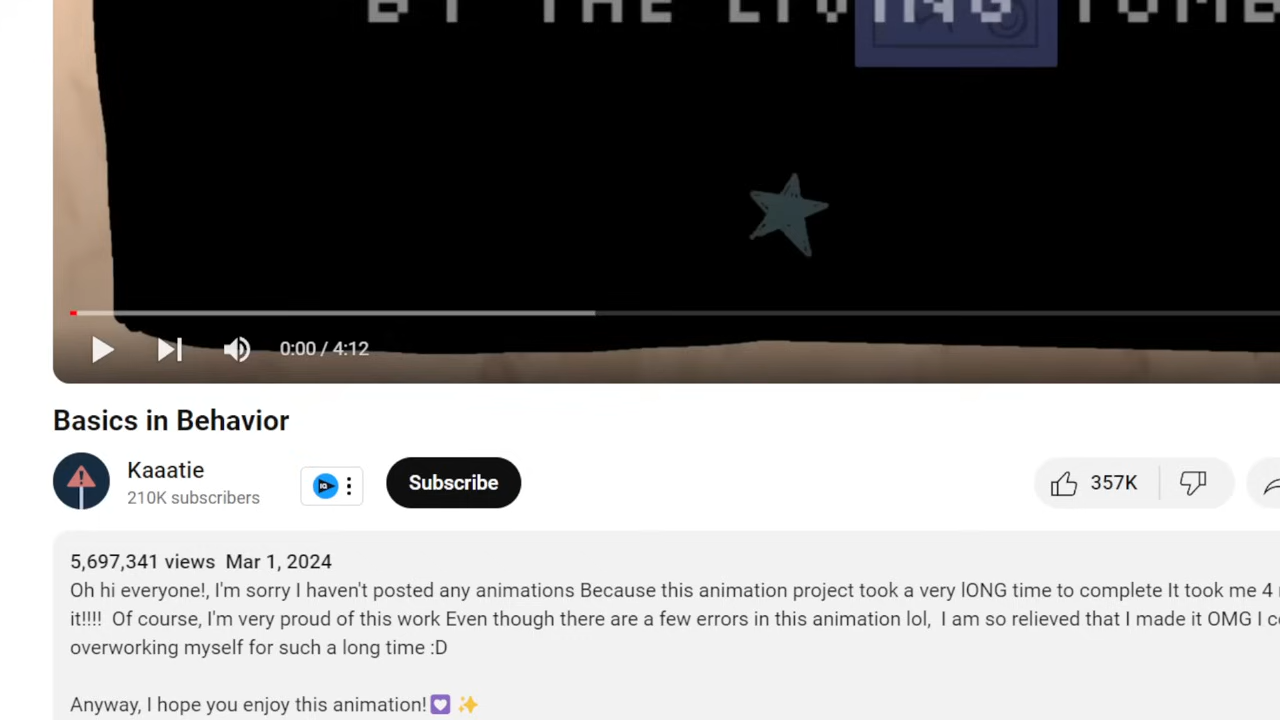 BY THE LIVING TOMB
0:00 / 4:12
Basics in Behavior
Kaaatie
210K subscribers
Subscribe
357K
5,697,341 views Mar 1, 2024
Oh hi everyone!, I'm sorry I haven't posted any animations Because this animation project took a very lONG time to complete It took me 4
it!!!! Of course, I'm very proud of this work Even though there are a few errors in this animation lol, I am so relieved that I made it OMG I
overworking myself for such a long time :D
Anyway, I hope you enjoy this animation!💟 ✨